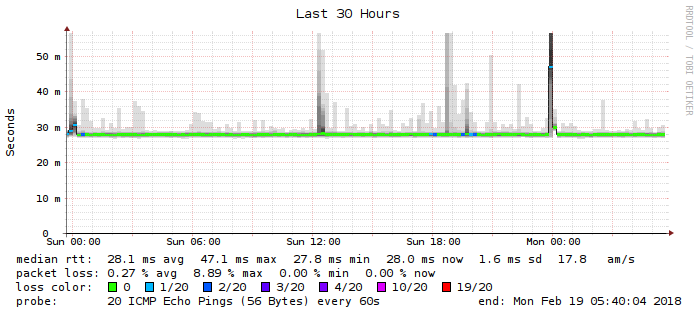 Last 30 Hours
RRDTOOL / TOBI OETIKER
Seconds
50 m
40 m
30 m
20 m
10 m
0
Sun 00:00 Sun 06:00 Sun 12:00 Sun 18:00 Mon 00:00
median rtt: 28.1 ms avg 47.1 ms max 27.8 ms min 28.0 ms now 1.6 ms sd 17.8 am/s
packet loss: 0.27 % avg 8.89 % max 0.00 % min 0.00 % now
loss color: 0 1/20 2/20 3/20 4/20 10/20 19/20
probe: 20 ICMP Echo Pings (56 Bytes) every 60s end: Mon Feb 19 05:40:04 2018